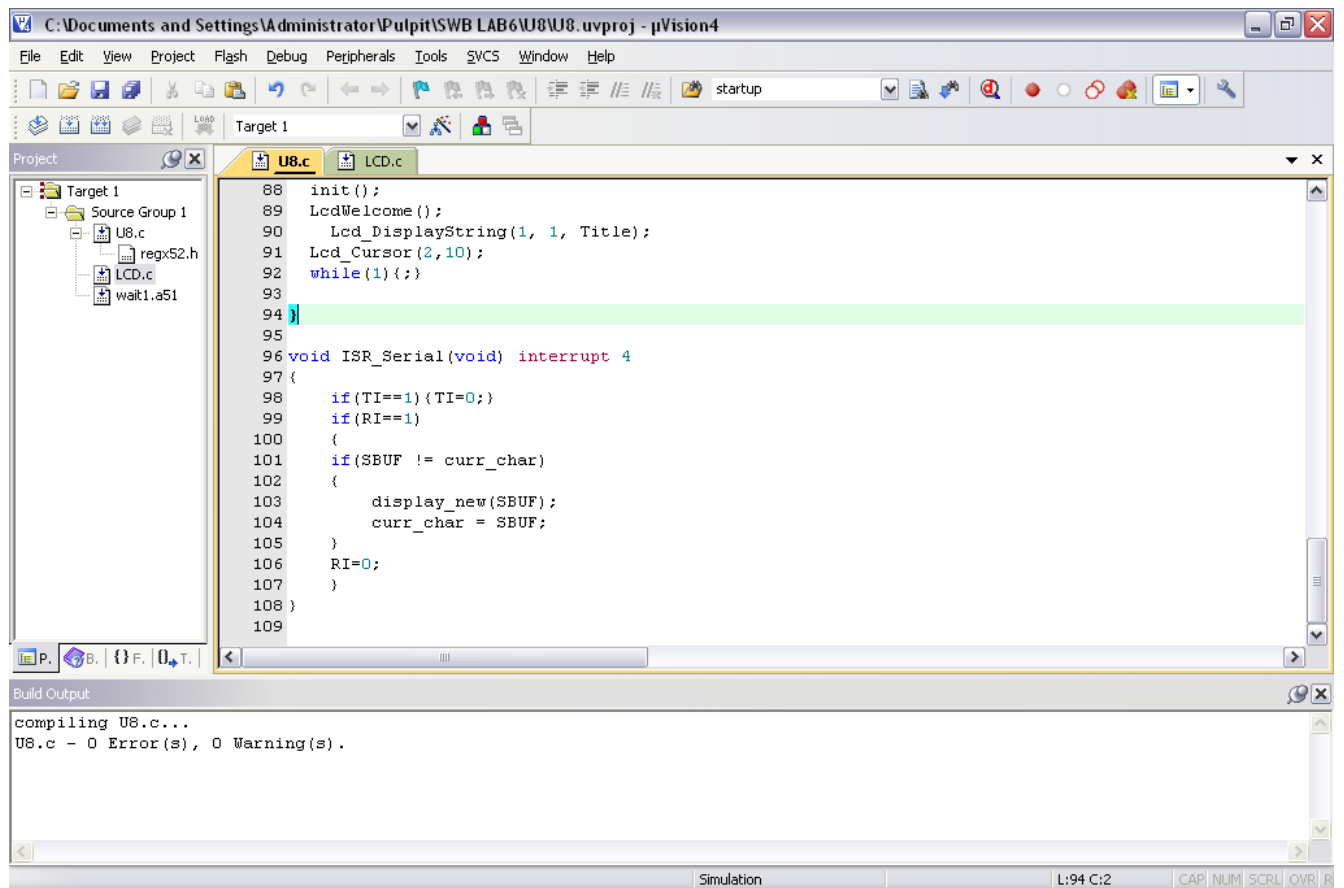 C:\Documents and Settings\Administrator\Pulpit\SWB LAB6\U8\U8.uvproj - µVision4
File Edit View Project Flash Debug Peripherals Tools SVCS Window Help
startup
LOAD Target 1
Project
U8.c LCD.c
Target 1
Source Group 1
U8.c
regx52.h
LCD.c
wait1.a51
88 init();
89 LcdWelcome();
90 Lcd_DisplayString(1, 1, Title);
91 Lcd_Cursor(2,10);
92 while(1){;}
93
94 }
95
96 void ISR_Serial(void) interrupt 4
97 {
98 if(TI==1){TI=0;}
99 if(RI==1)
100 {
101 if(SBUF != curr_char)
102 {
103 display_new(SBUF);
104 curr_char = SBUF;
105 }
106 RI=0;
107 }
108 }
109
P. B. {} F. 0 T.
Build Output
compiling U8.c...
U8.c - 0 Error(s), 0 Warning(s).
Simulation L:94 C:2 CAP NUM SCRL OVR R